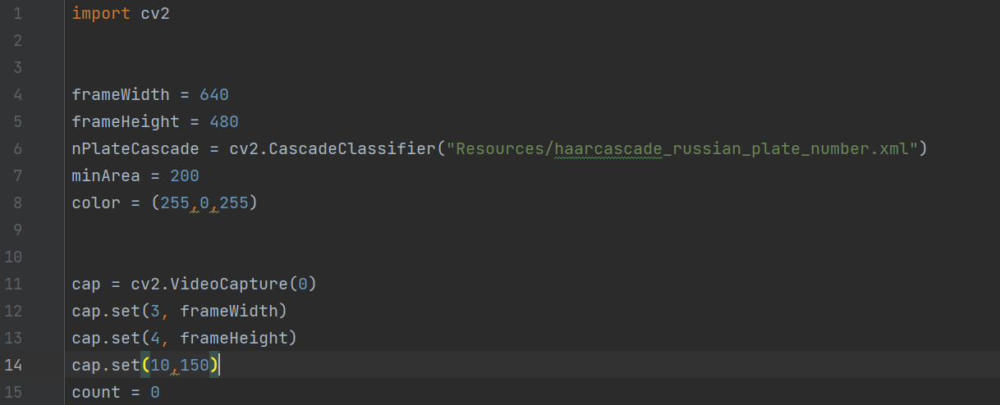 1 import cv2
2
3
4 frameWidth = 640
5 frameHeight = 480
6 nPlateCascade = cv2.CascadeClassifier("Resources/haarcascade_russian_plate_number.xml")
7 minArea = 200
8 color = (255,0,255)
9
10
11 cap = cv2.VideoCapture(0)
12 cap.set(3, frameWidth)
13 cap.set(4, frameHeight)
14 cap.set(10,150)
15 count = 0